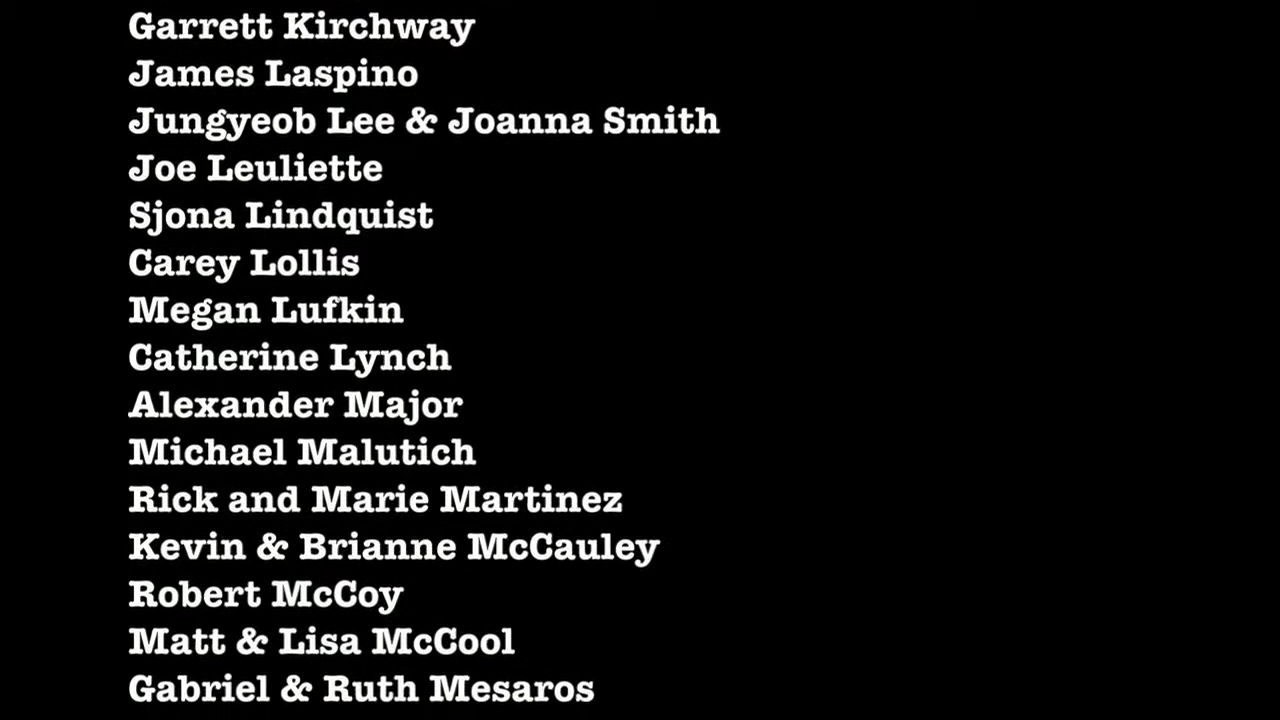 Garrett Kirchway
James Laspino
Jungyeob Lee & Joanna Smith
Joe Leuliette
Sjona Lindquist
Carey Lollis
Megan Lufkin
Catherine Lynch
Alexander Major
Michael Malutich
Rick and Marie Martinez
Kevin & Brianne McCauley
Robert McCoy
Matt & Lisa McCool
Gabriel & Ruth Mesaros